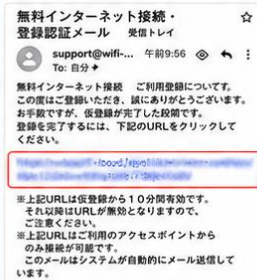 無料インターネット接続・
登録認証メール 受信トレイ
support@wifi-... 午前9:56
To: 自分
無料インターネット接続 ご利用登録について。
この度はご登録いただき、誠にありがとうございます。
お手数ですが、仮登録が完了した段階です。
登録を完了するには、下記のURLをクリックして
ください。
※上記URLは仮登録から10分間有効です。
それ以降はURLが無効となりますので、
ご注意ください。
※上記URLはご利用のアクセスポイントから
のみ接続が可能です。
このメールはシステムが自動的にメール送信して
います。